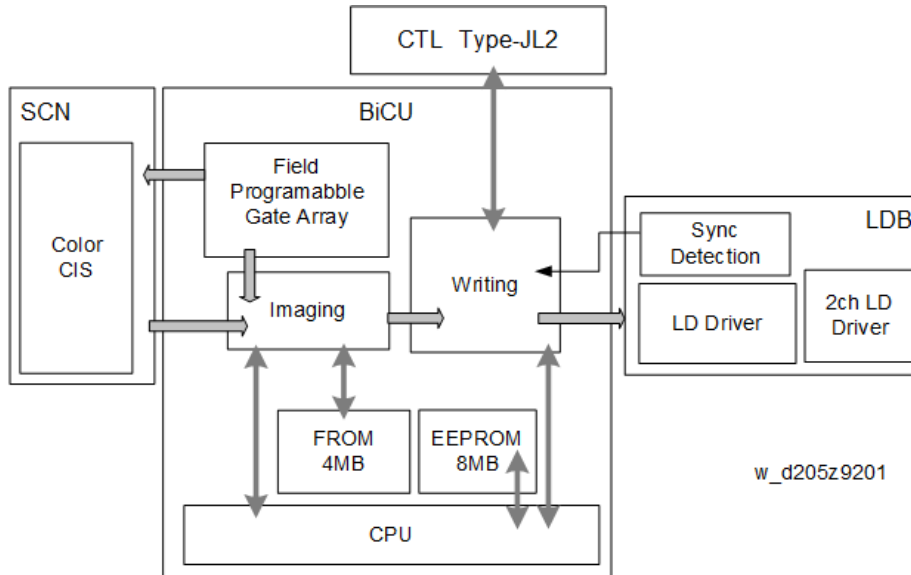 CTL Type-JL2
SCN
BiCU
Field
Programabble
Gate Array
Color
CIS
LDB
Sync
Detection
Writing
Imaging
2ch LD
Driver
LD Driver
FROM
4MB
EEPROM
8MB
w_d205z9201
CPU